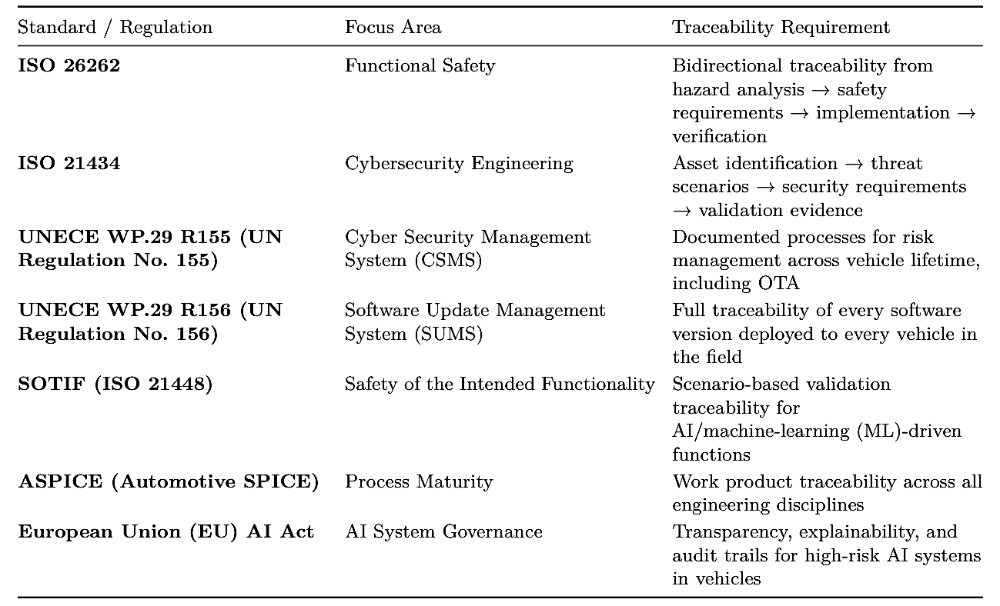 Standard / Regulation Focus Area Traceability Requirement
ISO 26262 Functional Safety Bidirectional traceability from
hazard analysis → safety
requirements → implementation →
verification
ISO 21434 Cybersecurity Engineering Asset identification → threat
scenarios → security requirements
→ validation evidence
UNECE WP.29 R155 (UN Cyber Security Management Documented processes for risk
Regulation No. 155) System (CSMS) management across vehicle lifetime,
including OTA
UNECE WP.29 R156 (UN Software Update Management Full traceability of every software
Regulation No. 156) System (SUMS) version deployed to every vehicle in
the field
SOTIF (ISO 21448) Safety of the Intended Functionality Scenario-based validation
traceability for
AI/machine-learning (ML)-driven
functions
ASPICE (Automotive SPICE) Process Maturity Work product traceability across all
engineering disciplines
European Union (EU) AI Act AI System Governance Transparency, explainability, and
audit trails for high-risk AI systems
in vehicles